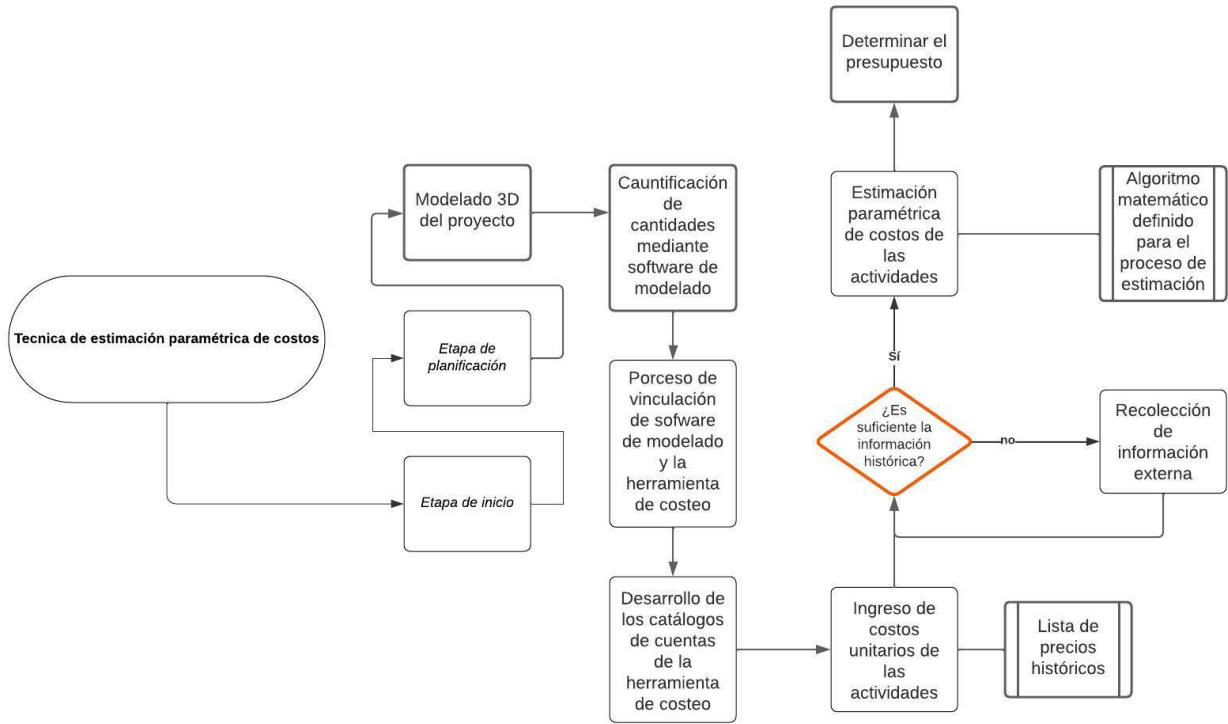 Tecnica de estimación paramétrica de costos
Etapa de inicio
Etapa de
planificación
Modelado 3D
del proyecto
Cauntificación
de
cantidades
mediante
software de
modelado
Porceso de
vinculación
de sofware
de modelado
y la
herramienta
de costeo
Desarrollo de
los catálogos
de cuentas
de la
herramienta
de costeo
Ingreso de
costos
unitarios de
las
actividades
Lista de
precios
históricos
¿Es
suficiente la
información
histórica?
no
Recolección
de
información
externa
Sí
Estimación
paramétrica
de costos de
las
actividades
Algoritmo
matemático
definido
para el
proceso de
estimación
Determinar el
presupuesto